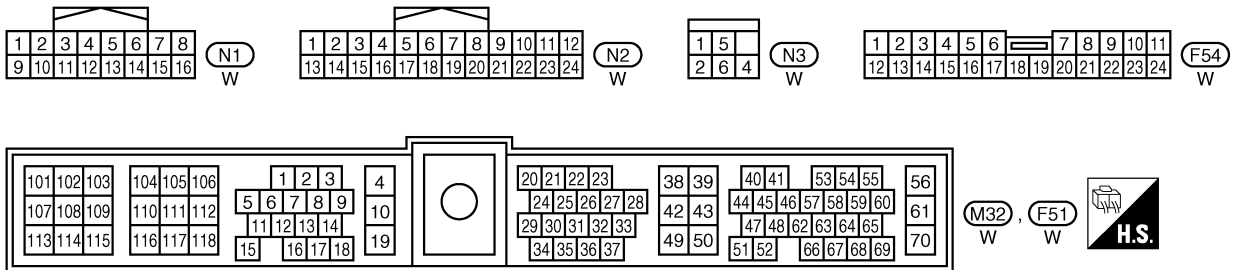 1 2 3 4 5 6 7 8
9 10 11 12 13 14 15 16
N1
W
1 2 3 4 5 6 7 8 9 10 11 12
13 14 15 16 17 18 19 20 21 22 23 24
N2
W
1 5
2 6 4
N3
W
1 2 3 4 5 6 7 8 9 10 11
12 13 14 15 16 17 18 19 20 21 22 23 24
F54
W
101 102 103 104 105 106 1 2 3 4
107 108 109 110 111 112 5 6 7 8 9 10
113 114 115 116 117 118 11 12 13 14 19
15 16 17 18
20 21 22 23 38 39 40 41 53 54 55 56
24 25 26 27 28 42 43 44 45 46 57 58 59 60 61
29 30 31 32 33 49 50 47 48 62 63 64 65 70
34 35 36 37 51 52 66 67 68 69
M32 , F51
W W
H.S.